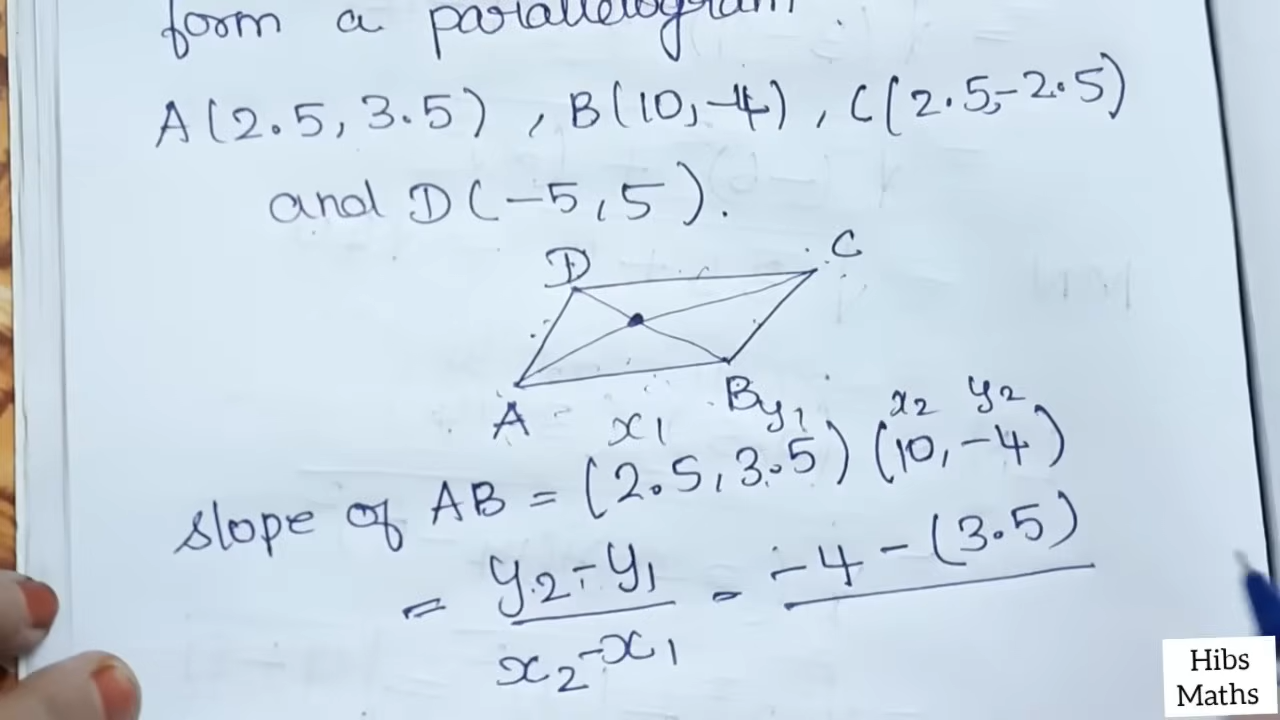 form a parallelogram
A(2.5, 3.5) , B(10, -4) , C(2.5, -2.5)
and D(-5, 5).
D C
A B
x1 y1 x2 y2
slope of AB = (2.5, 3.5) (10, -4)
= y2 - y1 = -4 - (3.5)
x2 - x1
Hibs
Maths